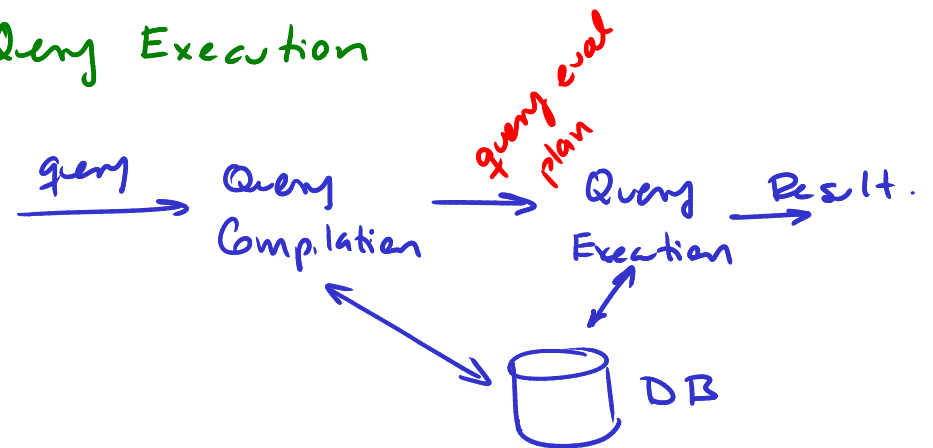 Query Execution
query eval
plan
query
Query
Compilation
Query
Execution
Result.
DB